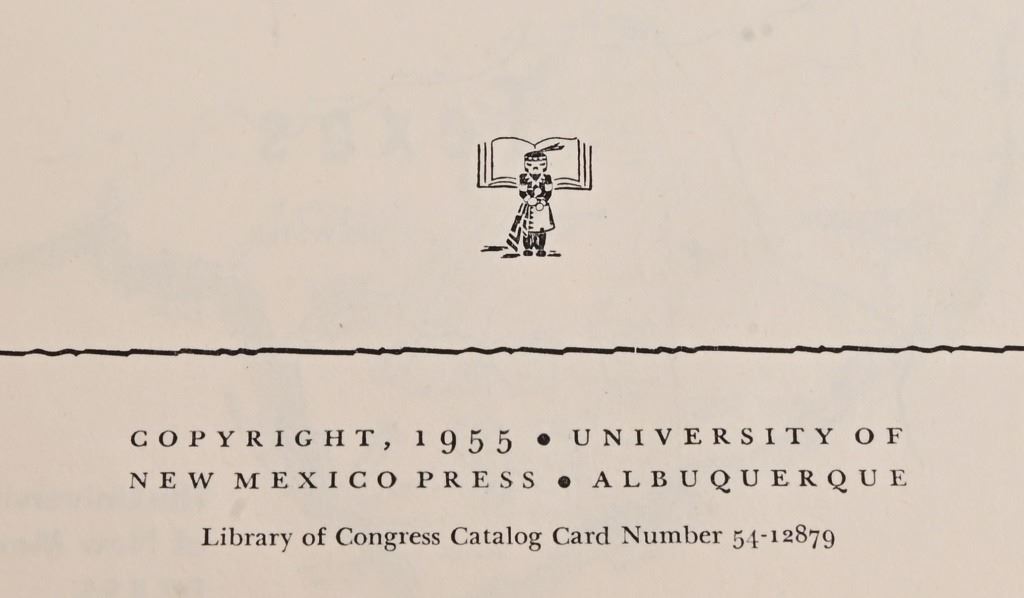 COPYRIGHT, 1955 ● UNIVERSITY OF
NEW MEXICO PRESS ● ALBUQUERQUE
Library of Congress Catalog Card Number 54-12879